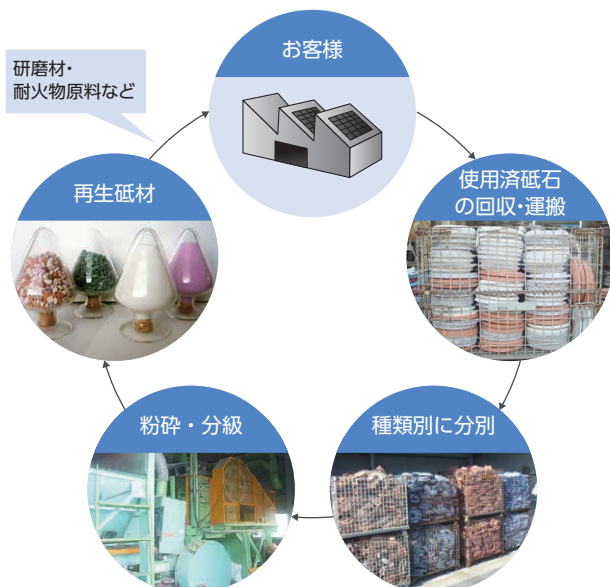 お客様
研磨材・
耐火物原料など
再生砥材
使用済砥石
の回収・運搬
粉砕・分級
種類別に分別